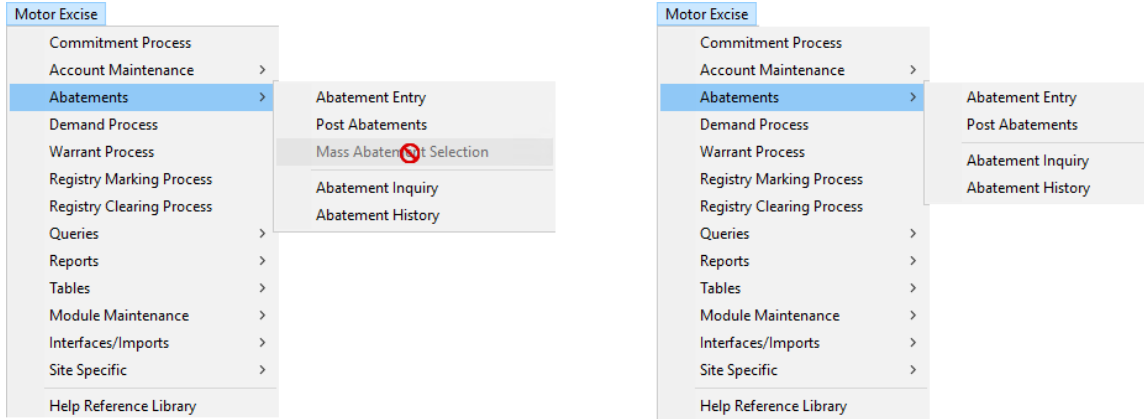 Motor Excise
Commitment Process
Account Maintenance
Abatements
Demand Process
Warrant Process
Registry Marking Process
Registry Clearing Process
Queries
Reports
Tables
Module Maintenance
Interfaces/Imports
Site Specific
Help Reference Library
Abatement Entry
Post Abatements
Mass Abatement Selection
Abatement Inquiry
Abatement History
Motor Excise
Commitment Process
Account Maintenance
Abatements
Demand Process
Warrant Process
Registry Marking Process
Registry Clearing Process
Queries
Reports
Tables
Module Maintenance
Interfaces/Imports
Site Specific
Help Reference Library
Abatement Entry
Post Abatements
Abatement Inquiry
Abatement History